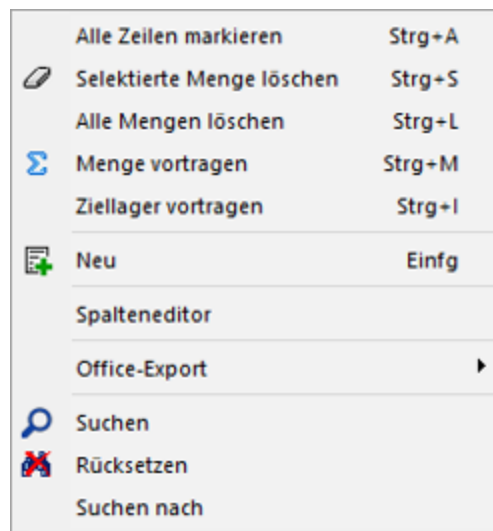 Alle Zeilen markieren Strg+A
Selektierte Menge löschen Strg+S
Alle Mengen löschen Strg+L
Menge vortragen Strg+M
Ziellager vortragen Strg+I
Neu Einfg
Spalteneditor
Office-Export
Suchen
Rücksetzen
Suchen nach